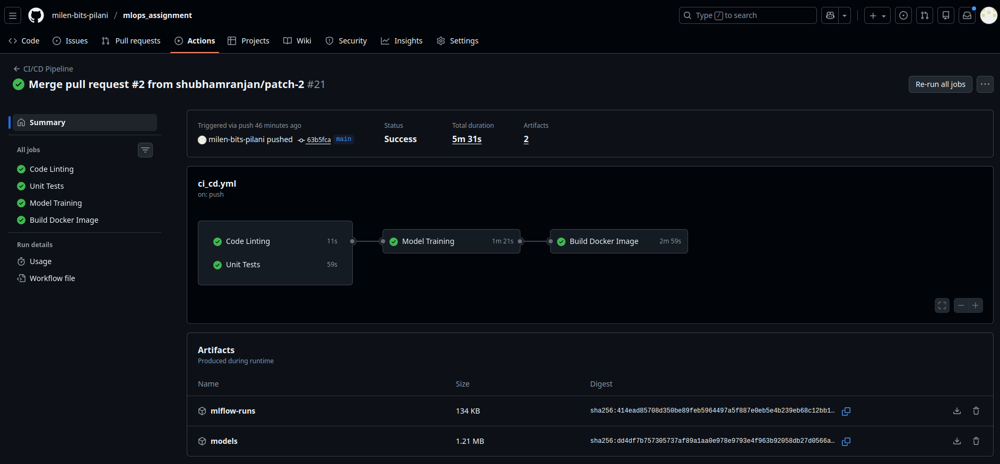 milen-bits-pilani / mlops_assignment
Type / to search
Code Issues Pull requests Actions Projects Wiki Security Insights Settings
CI/CD Pipeline
Merge pull request #2 from shubhamranjan/patch-2 #21
Re-run all jobs
Summary
All jobs
Code Linting
Unit Tests
Model Training
Build Docker Image
Run details
Usage
Workflow file
Triggered via push 46 minutes ago
milen-bits-pilani pushed 63b5fca main
Status
Success
Total duration
5m 31s
Artifacts
2
ci_cd.yml
on: push
Code Linting 11s
Unit Tests 59s
Model Training 1m 21s
Build Docker Image 2m 59s
Artifacts
Produced during runtime
Name Size Digest
mlflow-runs 134 KB sha256:414ead85708d350be89feb5964497a5f887e0eb5e4b239eb68c12bb1…
models 1.21 MB sha256:dd4df7b757305737af89a1aa0e978e9793e4f963b92058db27d0566a…